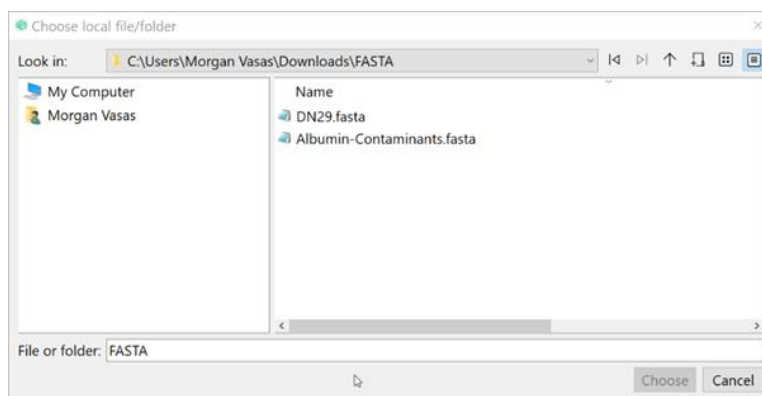 Choose local file/folder
Look in: C:\Users\Morgan Vasas\Downloads\FASTA
My Computer
Morgan Vasas
Name
DN29.fasta
Albumin-Contaminants.fasta
File or folder: FASTA
Choose Cancel